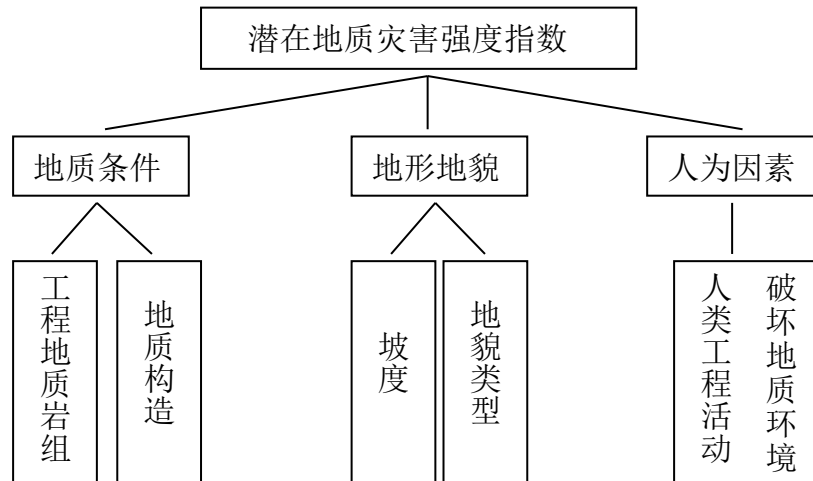 潜在地质灾害强度指数
地质条件
地形地貌
人为因素
工程地质岩组
地质构造
坡度
地貌类型
人类工程活动
破坏地质环境